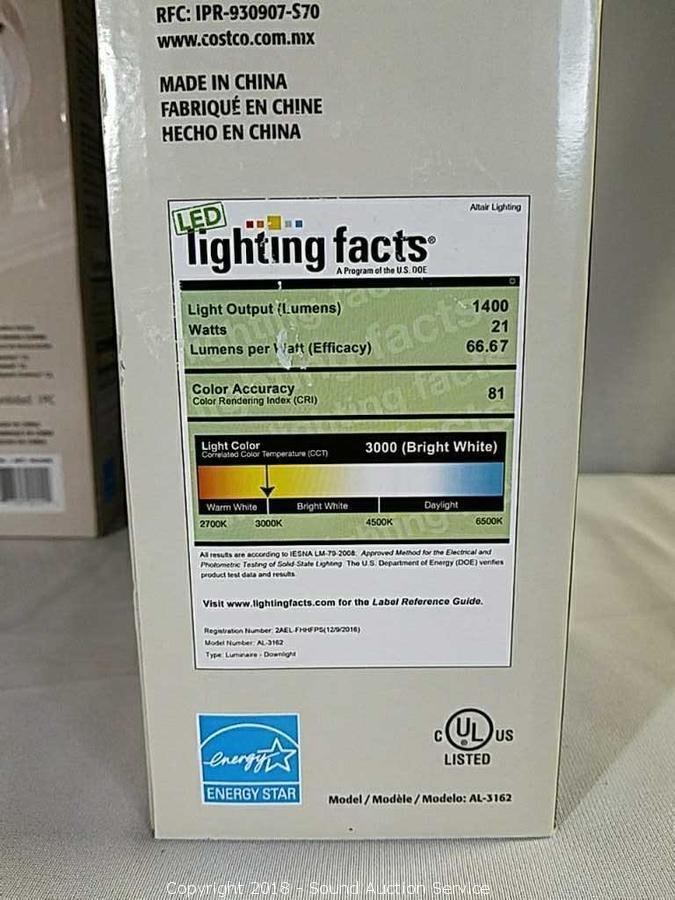 RFC: IPR-930907-S70
www.costco.com.mx
MADE IN CHINA
FABRIQUÉ EN CHINE
HECHO EN CHINA
Altair Lighting
LED
lighting facts®
A Program of the U.S. DOE
Light Output (Lumens) 1400
Watts 21
Lumens per Watt (Efficacy) 66.67
Color Accuracy
Color Rendering Index (CRI) 81
Light Color
Correlated Color Temperature (CCT) 3000 (Bright White)
Warm White Bright White Daylight
2700K 3000K 4500K 6500K
All results are according to IESNA LM-79-2008: Approved Method for the Electrical and
Photometric Testing of Solid-State Lighting. The U.S. Department of Energy (DOE) verifies
product test data and results.
Visit www.lightingfacts.com for the Label Reference Guide.
Registration Number: 2AEL-FHHFPS(12/9/2016)
Model Number: AL-3162
Type: Luminaire - Downlight
energy
ENERGY STAR
C UL® US
LISTED
Model / Modèle / Modelo: AL-3162
Copyright 2018 - Sound Auction Service